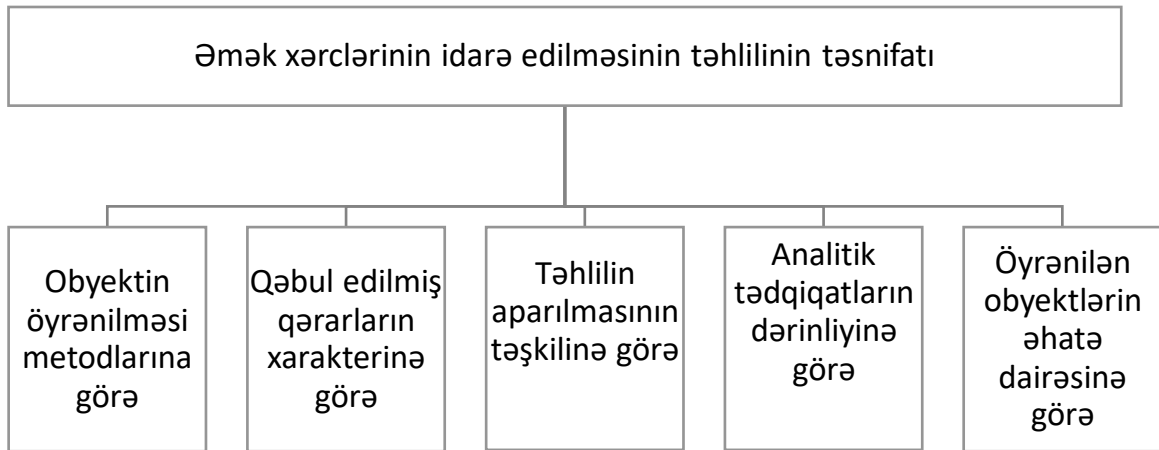 Əmək xərclərinin idarə edilməsinin təhlilinin təsnifatı
Obyektin
öyrənilməsi
metodlarına
görə
Qəbul edilmiş
qərarların
xarakterinə
görə
Təhlilin
aparılmasının
təşkilinə görə
Analitik
tədqiqatların
dərinliyinə
görə
Öyrənilən
obyektlərin
əhatə
dairəsinə
görə